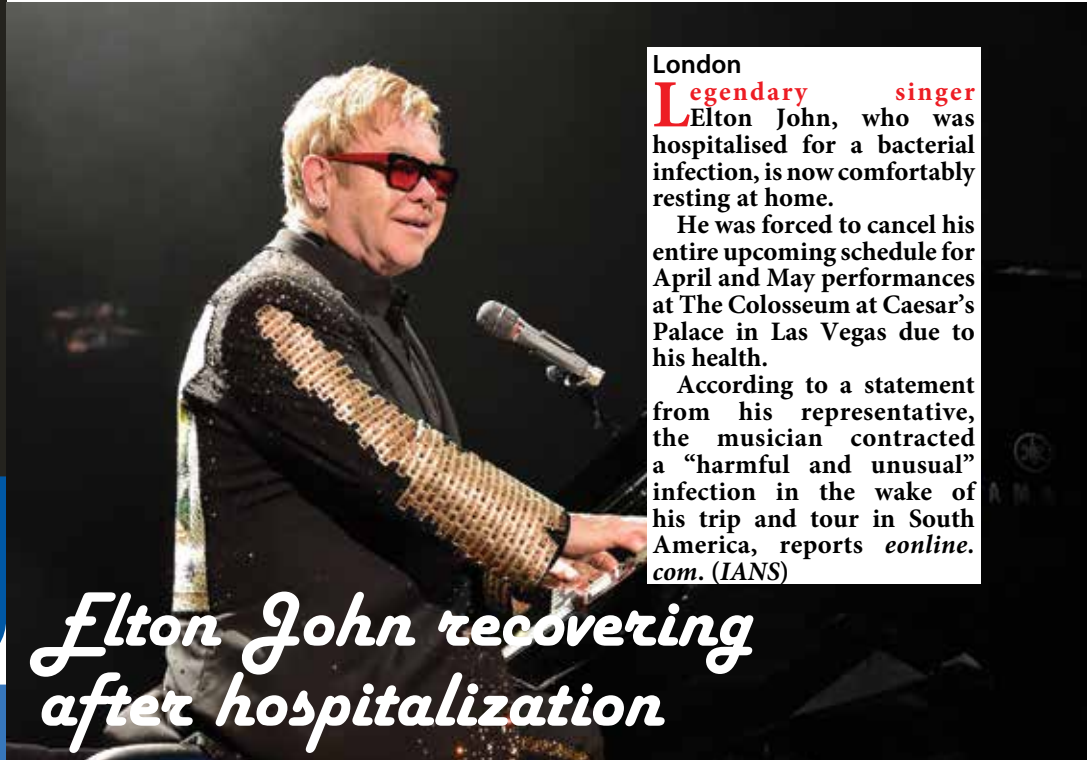 London
Legendary singer
Elton John, who was
hospitalised for a bacterial
infection, is now comfortably
resting at home.
He was forced to cancel his
entire upcoming schedule for
April and May performances
at The Colosseum at Caesar’s
Palace in Las Vegas due to
his health.
According to a statement
from his representative,
the musician contracted
a “harmful and unusual”
infection in the wake of
his trip and tour in South
America, reports eonline.
com. (IANS)
Elton John recovering
after hospitalization